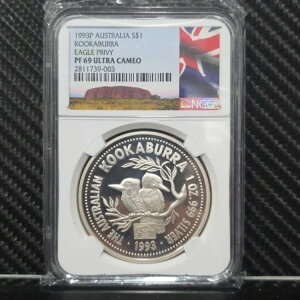 1993P AUSTRALIA S$1
KOOKABURRA
EAGLE PRIVY
PF 69 ULTRA CAMEO
2811739-003
NGC
THE AUSTRALIAN KOOKABURRA 1 OZ 999 SILVER
1993